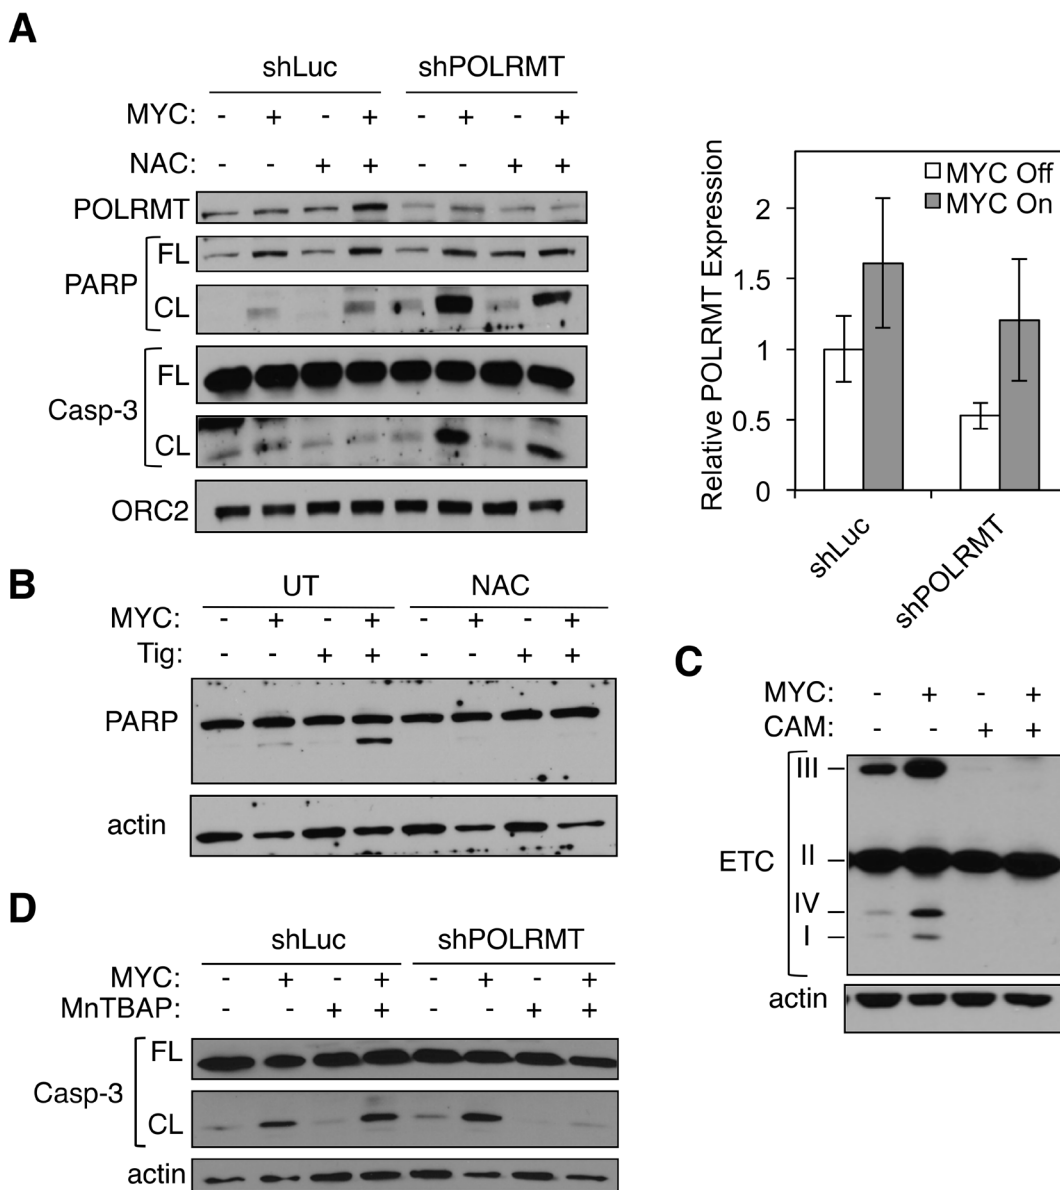 A
shLuc shPOLRMT
MYC: - + - + - + - +
NAC: - - + + - - + +
POLRMT
PARP
FL
CL
Casp-3
FL
CL
ORC2
Relative POLRMT Expression
2
1.5
1
0.5
0
MYC Off
MYC On
shLuc
shPOLRMT
B
UT NAC
MYC: - + - + - + - +
Tig: - - + + - - + +
PARP
actin
C
MYC: - + - +
CAM: - - + +
ETC
III
II
IV
I
actin
D
shLuc shPOLRMT
MYC: - + - + - + - +
MnTBAP: - - + + - - + +
Casp-3
FL
CL
actin